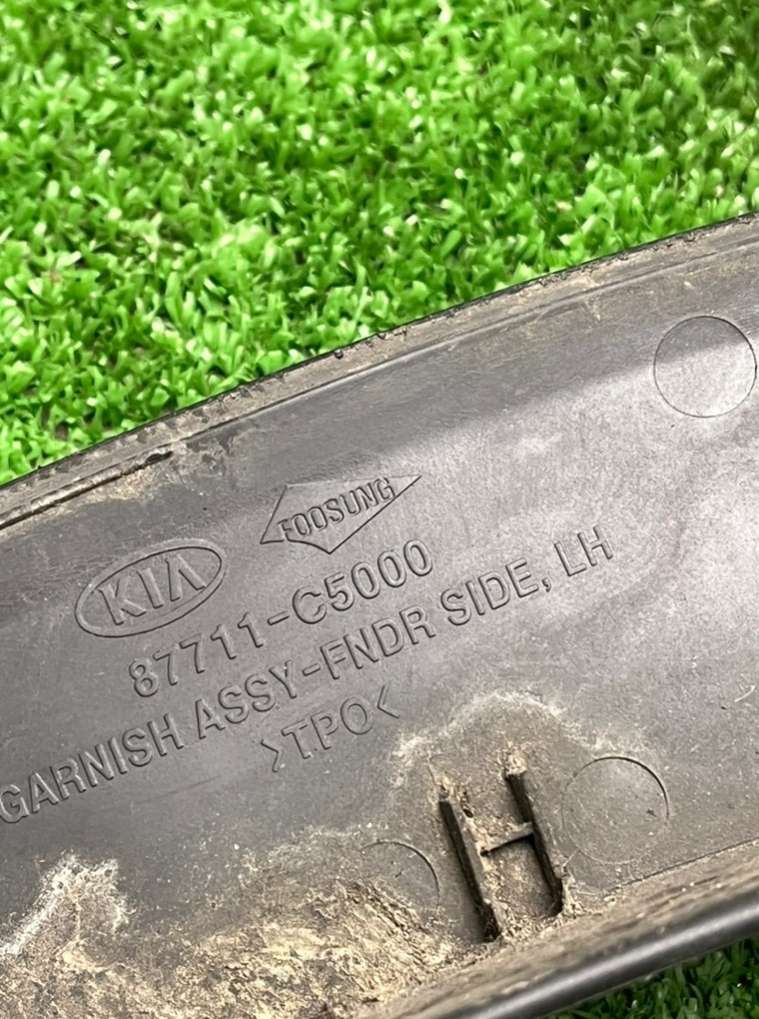 FOOSUNG
KIA
87711-C5000
GARNISH ASSY-FNDR SIDE, LH
>TPO<